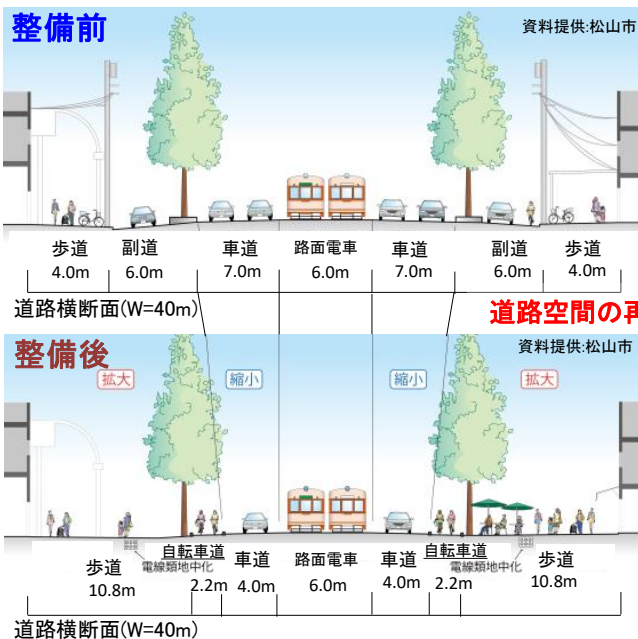 整備前
資料提供:松山市
歩道 副道 車道 路面電車 車道 副道 歩道
4.0m 6.0m 7.0m 6.0m 7.0m 6.0m 4.0m
道路横断面(W=40m)
道路空間の再
整備後
資料提供:松山市
拡大 縮小 縮小 拡大
歩道 電線類地中化 自転車道 車道 路面電車 車道 自転車道 電線類地中化 歩道
10.8m 2.2m 4.0m 6.0m 4.0m 2.2m 10.8m
道路横断面(W=40m)